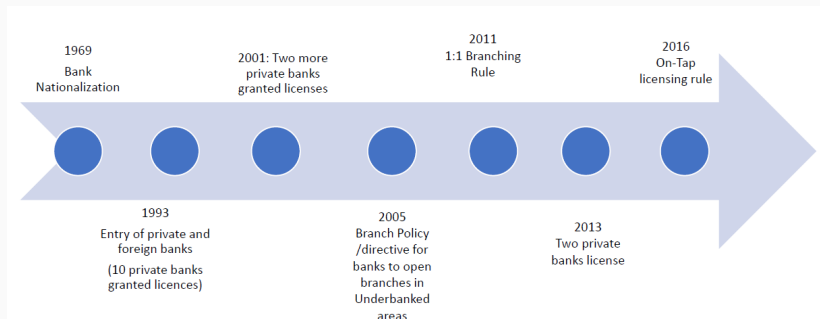 1969
Bank
Nationalization
1993
Entry of private and
foreign banks
(10 private banks
granted licences)
2001: Two more
private banks
granted licenses
2005
Branch Policy
/directive for
banks to open
branches in
Underbanked
areas
2011
1:1 Branching
Rule
2013
Two private
banks license
2016
On-Tap
licensing rule